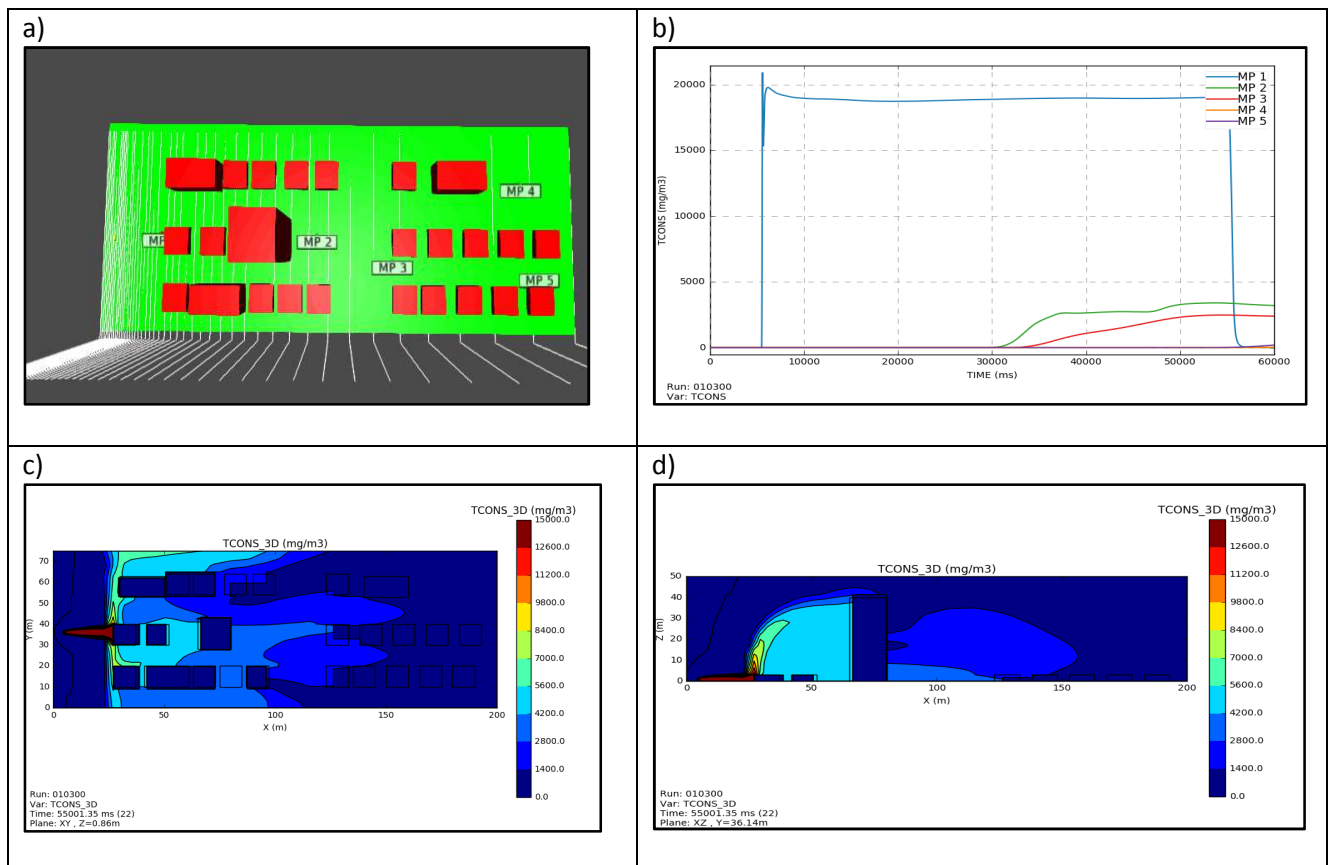 a)
MP
MP 2
MP 3
MP 4
MP 5
b)
20000
15000
10000
5000
0
TCONS (mg/m3)
0 10000 20000 30000 40000 50000 60000
TIME (ms)
MP 1
MP 2
MP 3
MP 4
MP 5
Run: 010300
Var: TCONS
c)
TCONS_3D (mg/m3)
TCONS_3D (mg/m3)
70
60
50
40
30
20
10
0
Y (m)
0 50 100 150 200
X (m)
15000.0
12600.0
11200.0
9800.0
8400.0
7000.0
5600.0
4200.0
2800.0
1400.0
0.0
Run: 010300
Var: TCONS_3D
Time: 55001.35 ms (22)
Plane: XY , Z=0.86m
d)
TCONS_3D (mg/m3)
TCONS_3D (mg/m3)
50
40
30
20
10
0
Z (m)
0 50 100 150 200
X (m)
15000.0
12600.0
11200.0
9800.0
8400.0
7000.0
5600.0
4200.0
2800.0
1400.0
0.0
Run: 010300
Var: TCONS_3D
Time: 55001.35 ms (22)
Plane: XZ , Y=36.14m